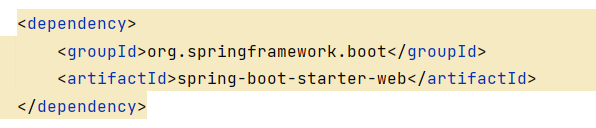 <dependency>
    <groupId>org.springframework.boot</groupId>
    <artifactId>spring-boot-starter-web</artifactId>
</dependency>